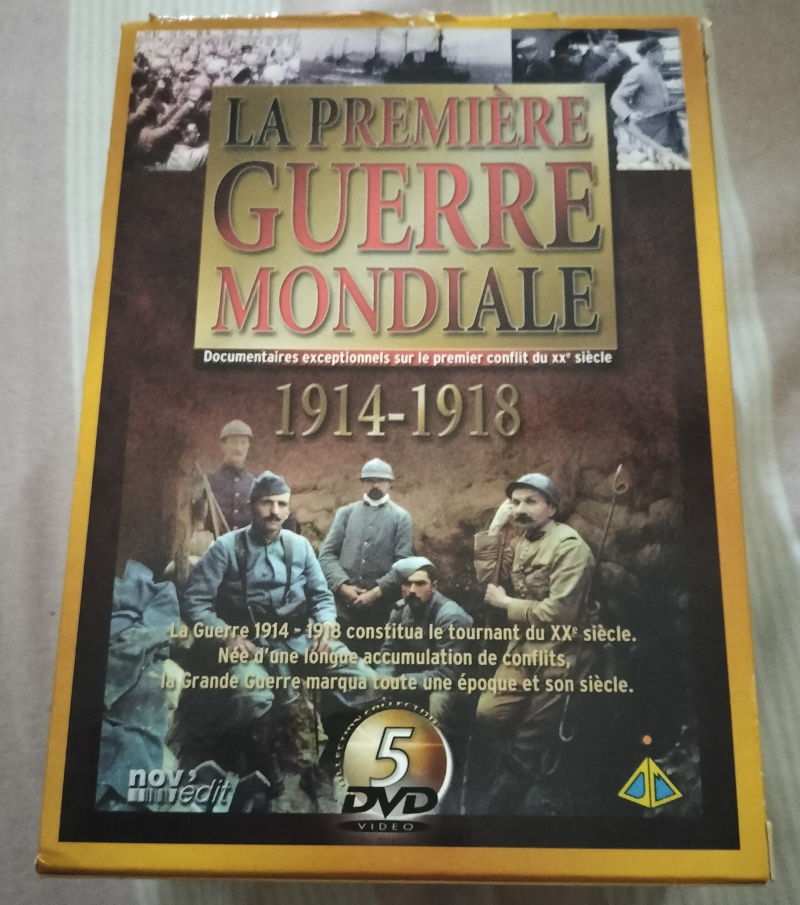 LA PREMIÈRE
GUERRE
MONDIALE
Documentaires exceptionnels sur le premier conflit du XXe siècle
1914-1918
La Guerre 1914 - 1918 constitua le tournant du XXe siècle.
Née d'une longue accumulation de conflits,
la Grande Guerre marqua toute une époque et son siècle.
COLLECTION COLLECTOR
5
DVD
VIDEO
nov'
edit